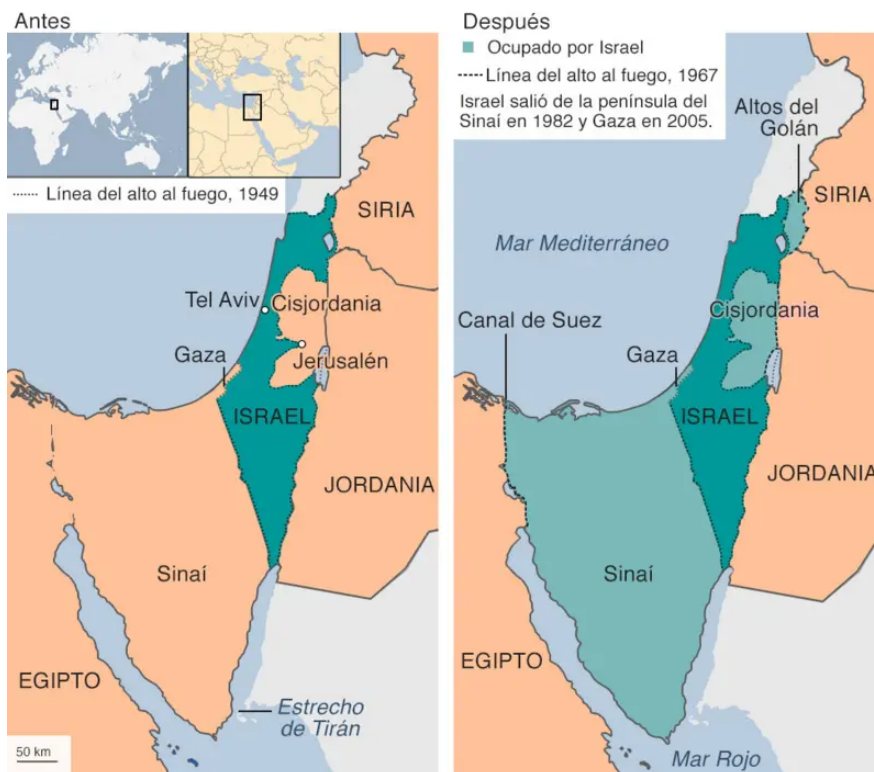 Antes
Línea del alto al fuego, 1949
SIRIA
Tel Aviv
Cisjordania
Gaza
Jerusalén
ISRAEL
JORDANIA
Sinaí
EGIPTO
Estrecho
de Tirán
50 km
Después
Ocupado por Israel
Línea del alto al fuego, 1967
Israel salió de la península del
Sinaí en 1982 y Gaza en 2005.
Altos del
Golán
SIRIA
Mar Mediterráneo
Cisjordania
Canal de Suez
Gaza
ISRAEL
JORDANIA
Sinaí
EGIPTO
Mar Rojo